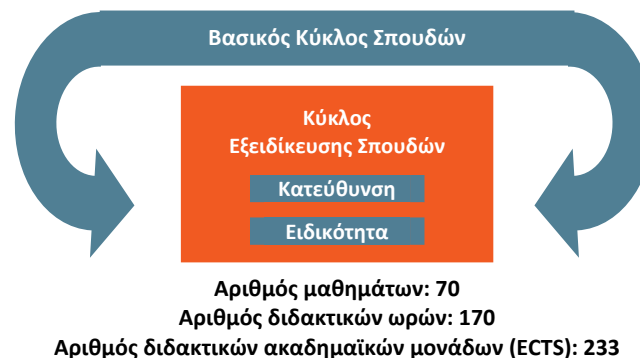 Βασικός Κύκλος Σπουδών
Κύκλος
Εξειδίκευσης Σπουδών
Κατεύθυνση
Ειδικότητα
Αριθμός μαθημάτων: 70
Αριθμός διδακτικών ωρών: 170
Αριθμός διδακτικών ακαδημαϊκών μονάδων (ECTS): 233